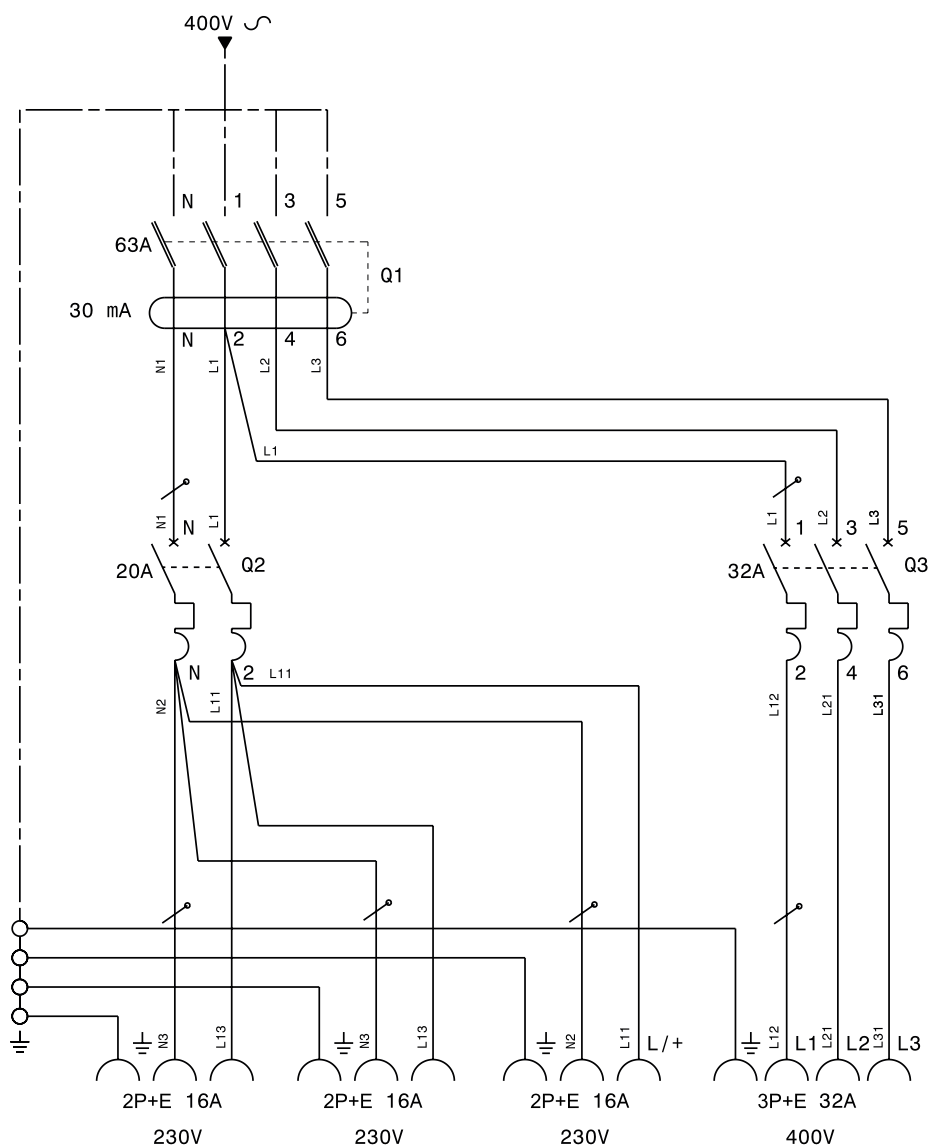 400V
N 1 3 5
63A
Q1
30 mA
N 2 4 6
N1 L1 L2 L3
L1
N1 N L1
L1 1 L2 3 L3 5
20A Q2
32A Q3
N 2 L11
2 4 6
N2 L11
L12 L21 L31
N3 L13
N3 L13
N2 L11 L/+
L12 L1 L21 L2 L31 L3
2P+E 16A
230V
2P+E 16A
230V
2P+E 16A
230V
3P+E 32A
400V